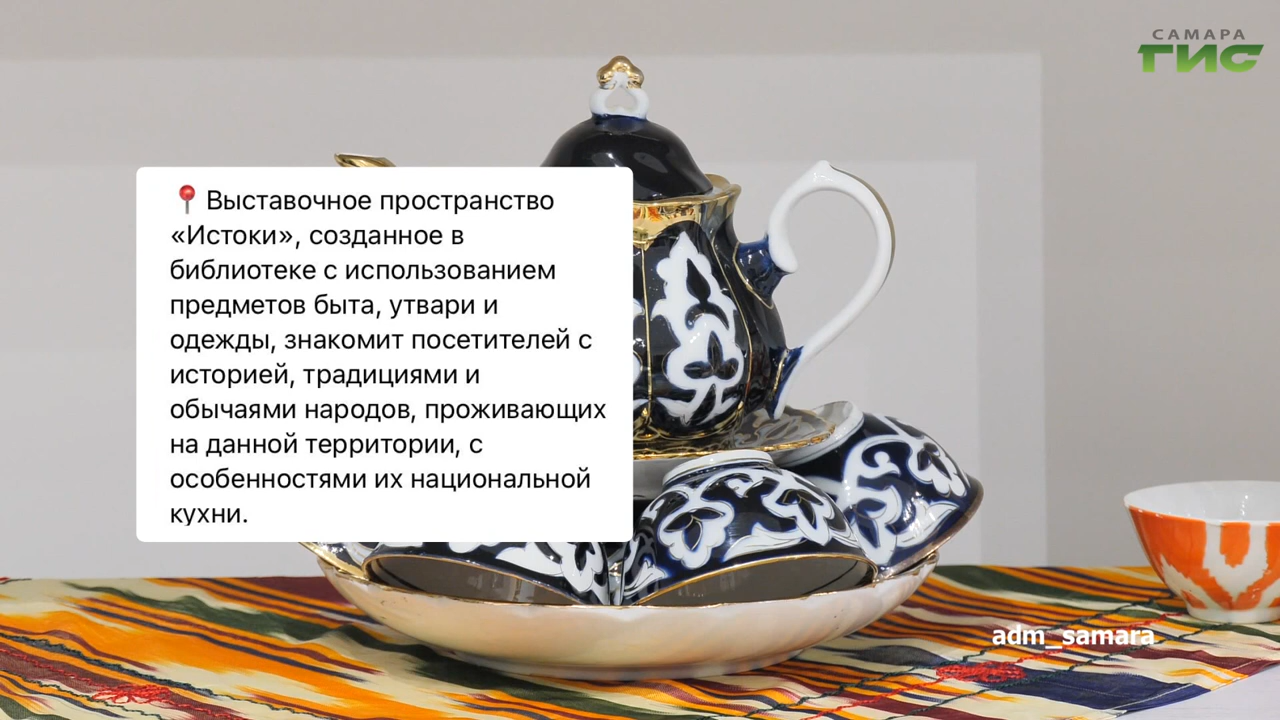 САМАРА
ГИС
📍 Выставочное пространство
«Истоки», созданное в
библиотеке с использованием
предметов быта, утвари и
одежды, знакомит посетителей с
историей, традициями и
обычаями народов, проживающих
на данной территории, с
особенностями их национальной
кухни.
adm_samara